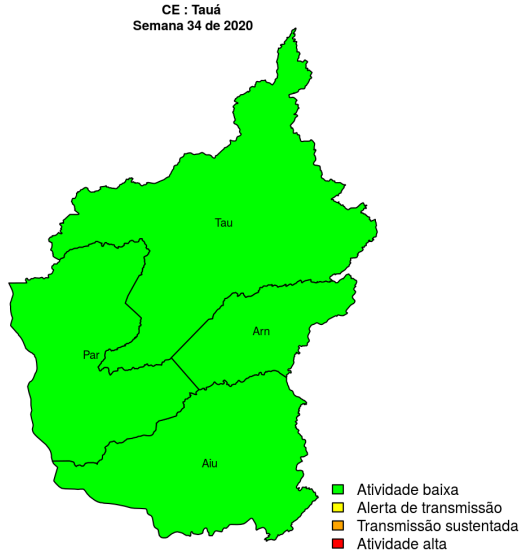 CE : Tauá
Semana 34 de 2020
Tau
Arn
Par
Aiu
Atividade baixa
Alerta de transmissão
Transmissão sustentada
Atividade alta